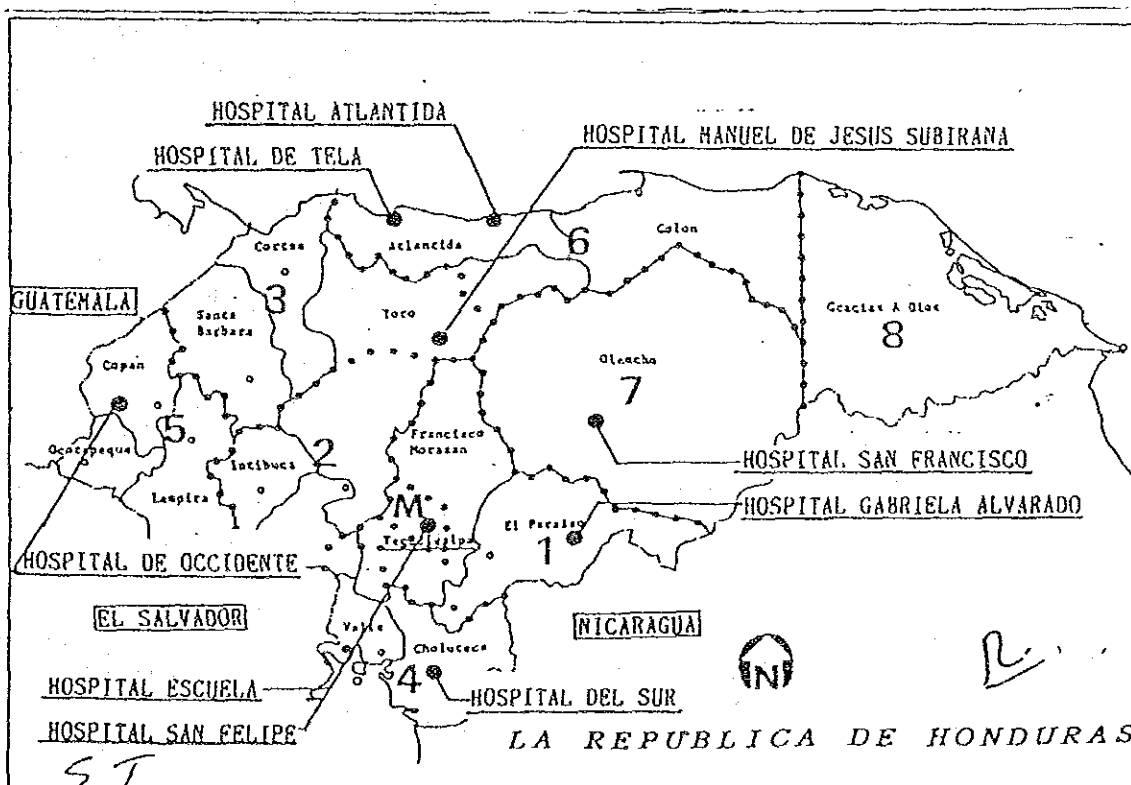 HOSPITAL ATLANTIDA
HOSPITAL MANUEL DE JESUS SUBIRANA
HOSPITAL DE TELA
Cortes
Atlantida
6
Colon
GUATEMALA
3
Santa
Barbara
Yoro
Gracias A Dios
8
Copan
Olancho
7
5
Ocotepeque
Francisco
Morazan
2
Intibuca
HOSPITAL SAN FRANCISCO
Lempira
M
HOSPITAL GABRIELA ALVARADO
El Paraiso
Tegucigalpa
1
HOSPITAL DE OCCIDENTE
EL SALVADOR
Valle
NICARAGUA
Choluteca
N
HOSPITAL ESCUELA
4
HOSPITAL DEL SUR
HOSPITAL SAN FELIPE
LA REPUBLICA DE HONDURAS